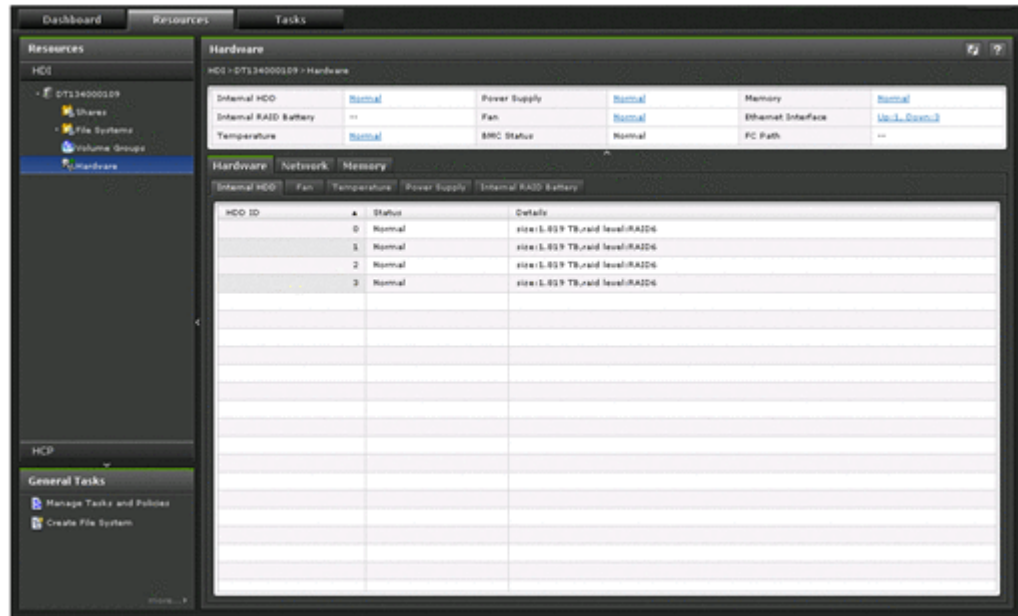 Dashboard Resources Tasks
Resources
HDI
DT134000109
Shares
File Systems
Volume Groups
Hardware
HCP
General Tasks
Manage Tasks and Policies
Create File System
more...
Hardware
HDI > DT134000109 > Hardware
Internal HDD Normal Power Supply Normal Memory Normal
Internal RAID Battery -- Fan Normal Ethernet Interface Up:1, Down:3
Temperature Normal BMC Status Normal FC Path --
Hardware Network Memory
Internal HDD Fan Temperature Power Supply Internal RAID Battery
HDD ID Status Details
0 Normal size:1.819 TB,raid level:RAID6
1 Normal size:1.819 TB,raid level:RAID6
2 Normal size:1.819 TB,raid level:RAID6
3 Normal size:1.819 TB,raid level:RAID6